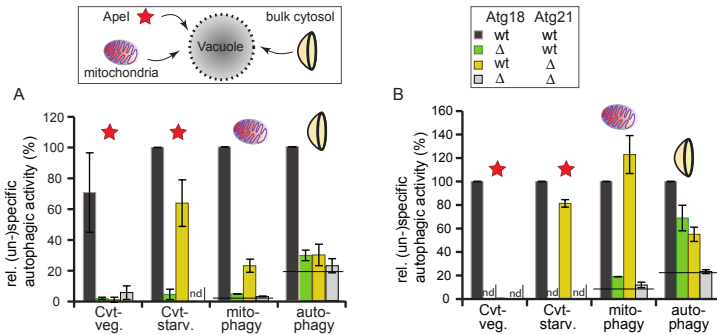 ApeI
bulk cytosol
Vacuole
mitochondria
Atg18 Atg21
wt wt
Δ wt
wt Δ
Δ Δ
A
rel. (un-)specific
autophagic activity (%)
120
100
80
60
40
20
0
nd
Cvt-
veg.
Cvt-
starv.
mito-
phagy
auto-
phagy
B
rel. (un-)specific
autophagic activity (%)
160
140
120
100
80
60
40
20
0
nd nd nd nd
Cvt-
veg.
Cvt-
starv.
mito-
phagy
auto-
phagy